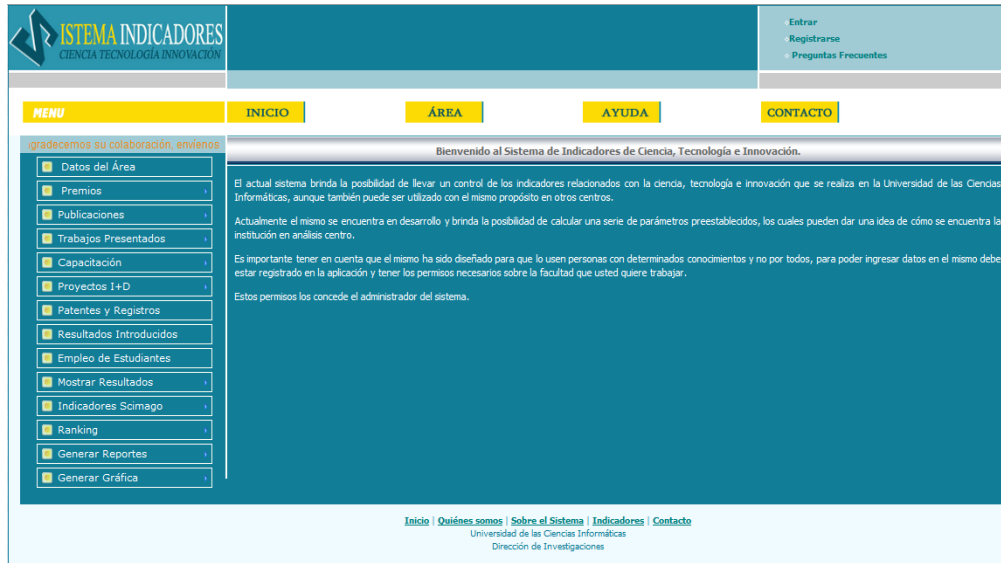 ISTEMA INDICADORES
CIENCIA TECNOLOGÍA INNOVACIÓN
Entrar
Registrarse
Preguntas Frecuentes
MENU
INICIO
ÁREA
AYUDA
CONTACTO
gradecemos su colaboración, envíenos
Datos del Área
Premios
Publicaciones
Trabajos Presentados
Capacitación
Proyectos I+D
Patentes y Registros
Resultados Introducidos
Empleo de Estudiantes
Mostrar Resultados
Indicadores Scimago
Ranking
Generar Reportes
Generar Gráfica
Bienvenido al Sistema de Indicadores de Ciencia, Tecnología e Innovación.
El actual sistema brinda la posibilidad de llevar un control de los indicadores relacionados con la ciencia, tecnología e innovación que se realiza en la Universidad de las Ciencias
Informáticas, aunque también puede ser utilizado con el mismo propósito en otros centros.
Actualmente el mismo se encuentra en desarrollo y brinda la posibilidad de calcular una serie de parámetros preestablecidos, los cuales pueden dar una idea de cómo se encuentra la
institución en análisis centro.
Es importante tener en cuenta que el mismo ha sido diseñado para que lo usen personas con determinados conocimientos y no por todos, para poder ingresar datos en el mismo debe
estar registrado en la aplicación y tener los permisos necesarios sobre la facultad que usted quiere trabajar.
Estos permisos los concede el administrador del sistema.
Inicio | Quiénes somos | Sobre el Sistema | Indicadores | Contacto
Universidad de las Ciencias Informáticas
Dirección de Investigaciones